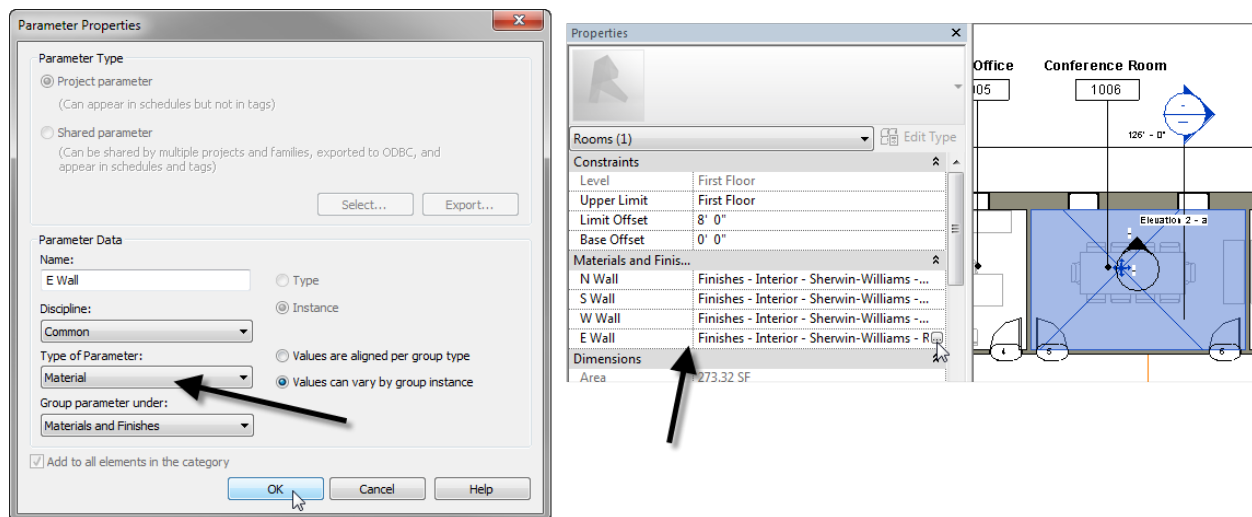 Parameter Properties
Parameter Type
Project parameter
(Can appear in schedules but not in tags)
Shared parameter
(Can be shared by multiple projects and families, exported to ODBC, and
appear in schedules and tags)
Select...
Export...
Parameter Data
Name:
E Wall
Type
Discipline:
Instance
Common
Type of Parameter:
Values are aligned per group type
Material
Values can vary by group instance
Group parameter under:
Materials and Finishes
Add to all elements in the category
OK
Cancel
Help
Properties
Rooms (1)
Edit Type
Constraints
Level First Floor
Upper Limit First Floor
Limit Offset 8' 0"
Base Offset 0' 0"
Materials and Finis...
N Wall Finishes - Interior - Sherwin-Williams -...
S Wall Finishes - Interior - Sherwin-Williams -...
W Wall Finishes - Interior - Sherwin-Williams -...
E Wall Finishes - Interior - Sherwin-Williams - R
Dimensions
Area 273.32 SF
Office Conference Room
005 1006
126' - 0"
Elevation 2 - a
4 5 6